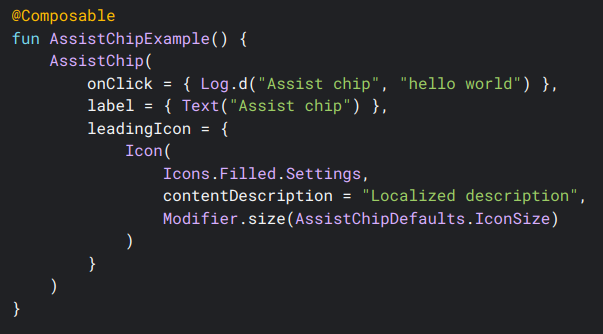 @Composable
fun AssistChipExample() {
    AssistChip(
        onClick = { Log.d("Assist chip", "hello world") },
        label = { Text("Assist chip") },
        leadingIcon = {
            Icon(
                Icons.Filled.Settings,
                contentDescription = "Localized description",
                Modifier.size(AssistChipDefaults.IconSize)
            )
        }
    )
}